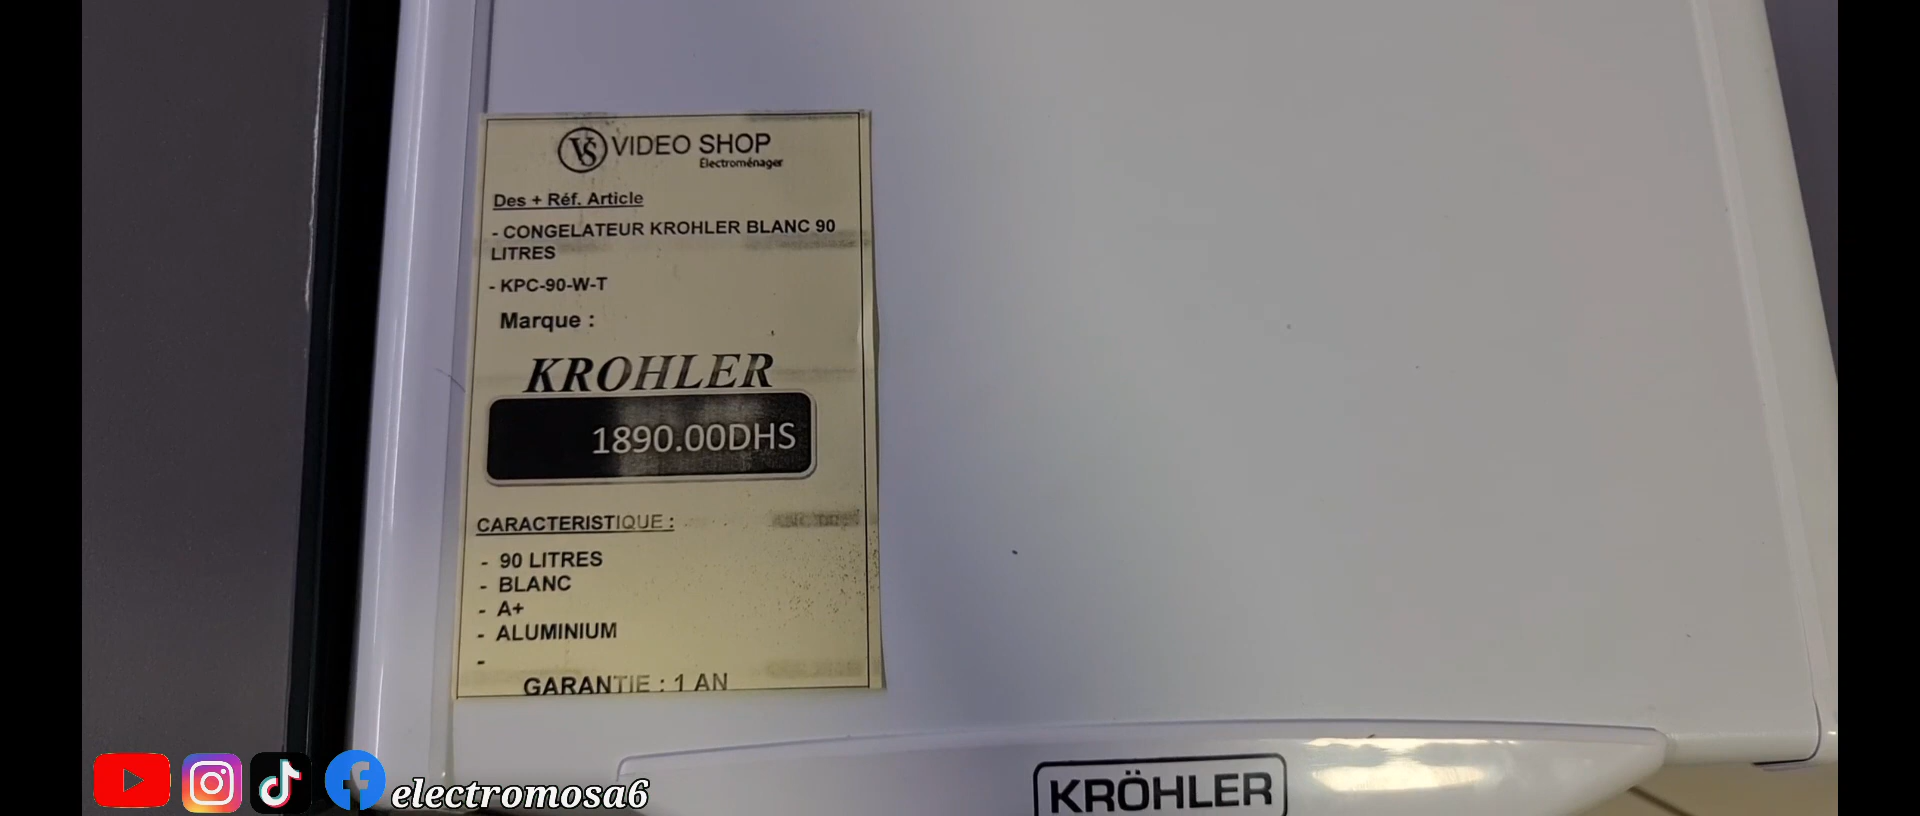 VS VIDEO SHOP
Électroménager
Des + Réf. Article
- CONGELATEUR KROHLER BLANC 90
LITRES
- KPC-90-W-T
Marque :
KROHLER
1890.00DHS
CARACTERISTIQUE :
- 90 LITRES
- BLANC
- A+
- ALUMINIUM
-
GARANTIE : 1 AN
KRÖHLER
electromosa6